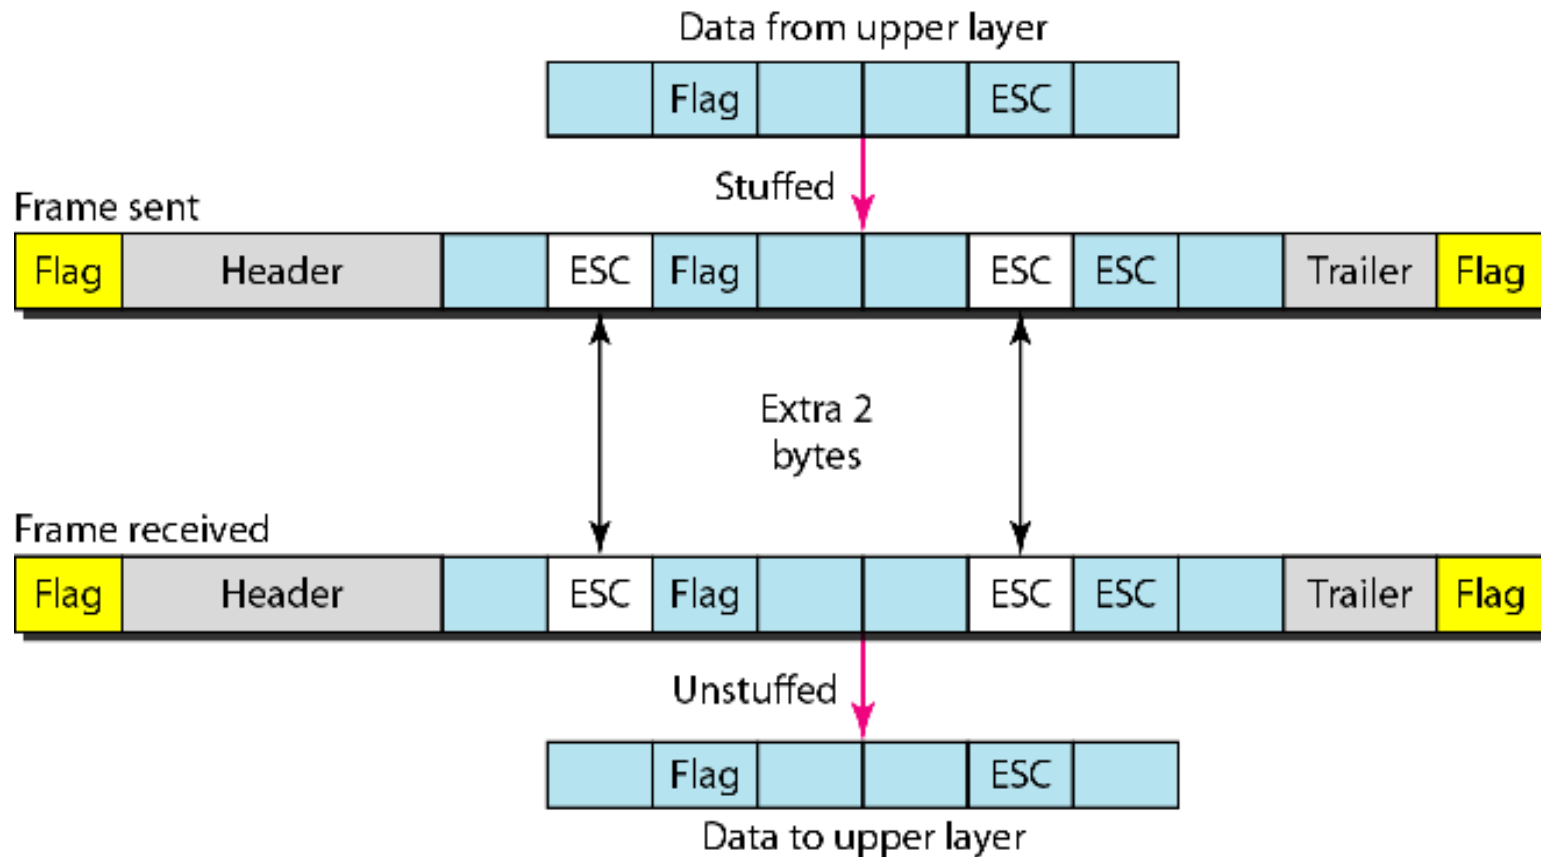 Data from upper layer
Flag ESC
Stuffed
Frame sent
Flag Header ESC Flag ESC ESC Trailer Flag
Extra 2
bytes
Frame received
Flag Header ESC Flag ESC ESC Trailer Flag
Unstuffed
Flag ESC
Data to upper layer